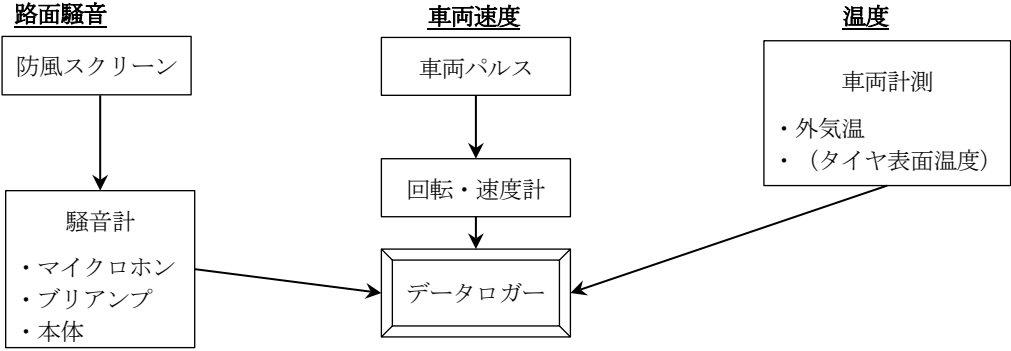 路面騒音
防風スクリーン
騒音計
・マイクロホン
・ブリアンプ
・本体
車両速度
車両パルス
回転・速度計
データロガー
温度
車両計測
・外気温
・（タイヤ表面温度）